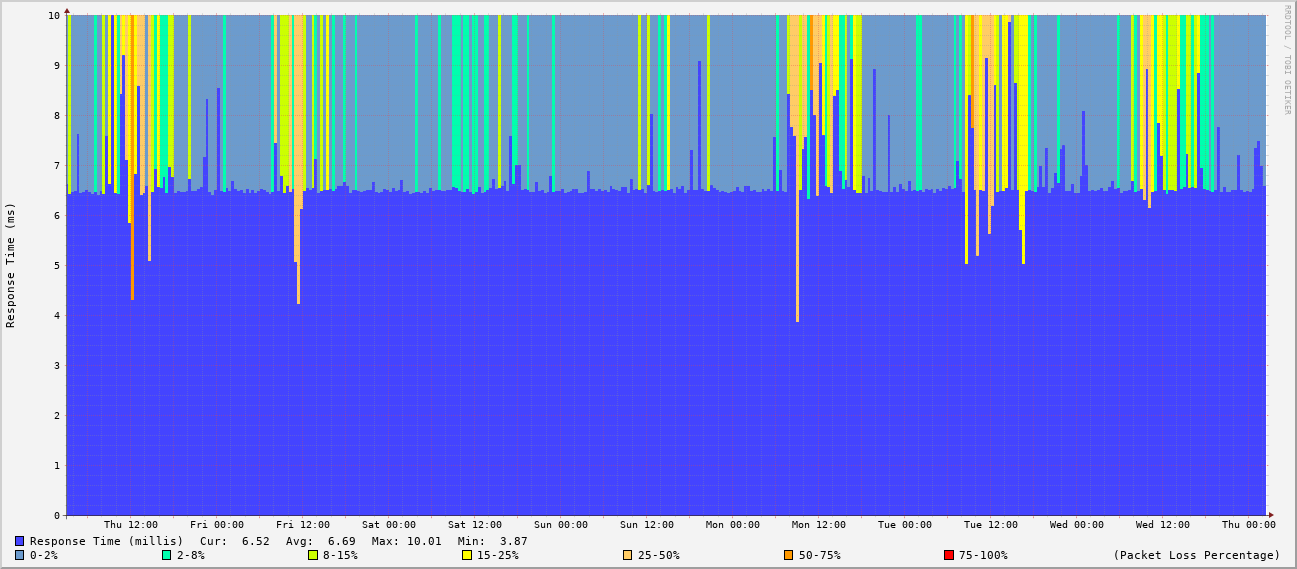 RRDTOOL / TOBI OETIKER
Response Time (ms)
10
9
8
7
6
5
4
3
2
1
0
Thu 12:00 Fri 00:00 Fri 12:00 Sat 00:00 Sat 12:00 Sun 00:00 Sun 12:00 Mon 00:00 Mon 12:00 Tue 00:00 Tue 12:00 Wed 00:00 Wed 12:00 Thu 00:00
Response Time (millis) Cur: 6.52 Avg: 6.69 Max: 10.01 Min: 3.87
0-2% 2-8% 8-15% 15-25% 25-50% 50-75% 75-100% (Packet Loss Percentage)